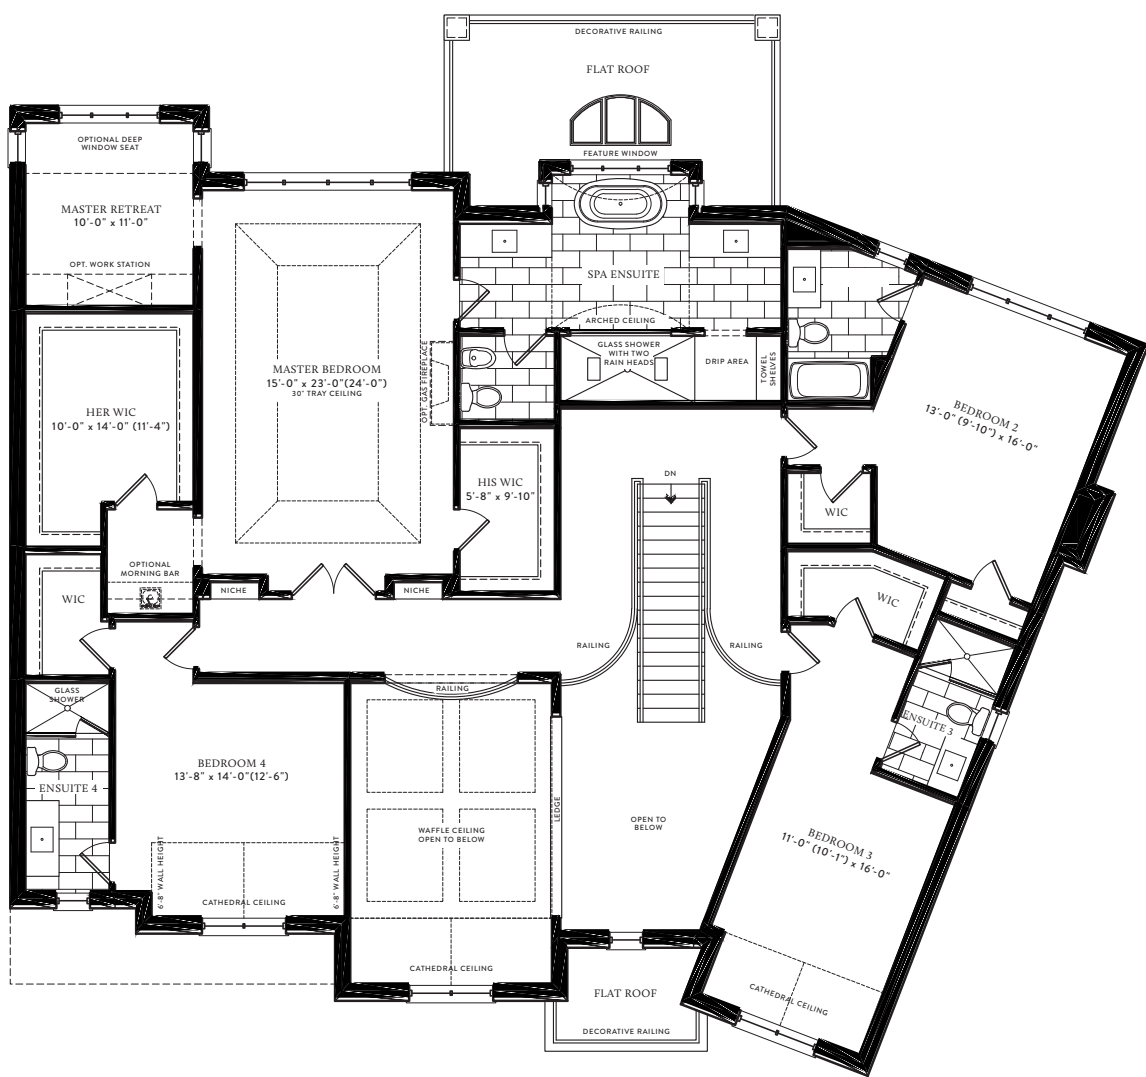 DECORATIVE RAILING
FLAT ROOF
FEATURE WINDOW
OPTIONAL DEEP
WINDOW SEAT
MASTER RETREAT
10'-0" x 11'-0"
OPT. WORK STATION
SPA ENSUITE
ARCHED CEILING
GLASS SHOWER
WITH TWO
RAIN HEADS
DRIP AREA
TOWEL
SHELVES
MASTER BEDROOM
15'-0" x 23'-0"(24'-0")
30" TRAY CEILING
OPT. GAS FIREPLACE
HER WIC
10'-0" x 14'-0" (11'-4")
BEDROOM 2
13'-0" (9'-10") x 16'-0"
HIS WIC
5'-8" x 9'-10"
DN
WIC
OPTIONAL
MORNING BAR
NICHE
NICHE
WIC
WIC
RAILING
RAILING
RAILING
GLASS
SHOWER
ENSUITE 3
ENSUITE 4
BEDROOM 4
13'-8" x 14'-0"(12'-6")
6'-8" WALL HEIGHT
6'-8" WALL HEIGHT
CATHEDRAL CEILING
WAFFLE CEILING
OPEN TO BELOW
LEDGE
OPEN TO
BELOW
BEDROOM 3
11'-0" (10'-1") x 16'-0"
CATHEDRAL CEILING
CATHEDRAL CEILING
FLAT ROOF
DECORATIVE RAILING